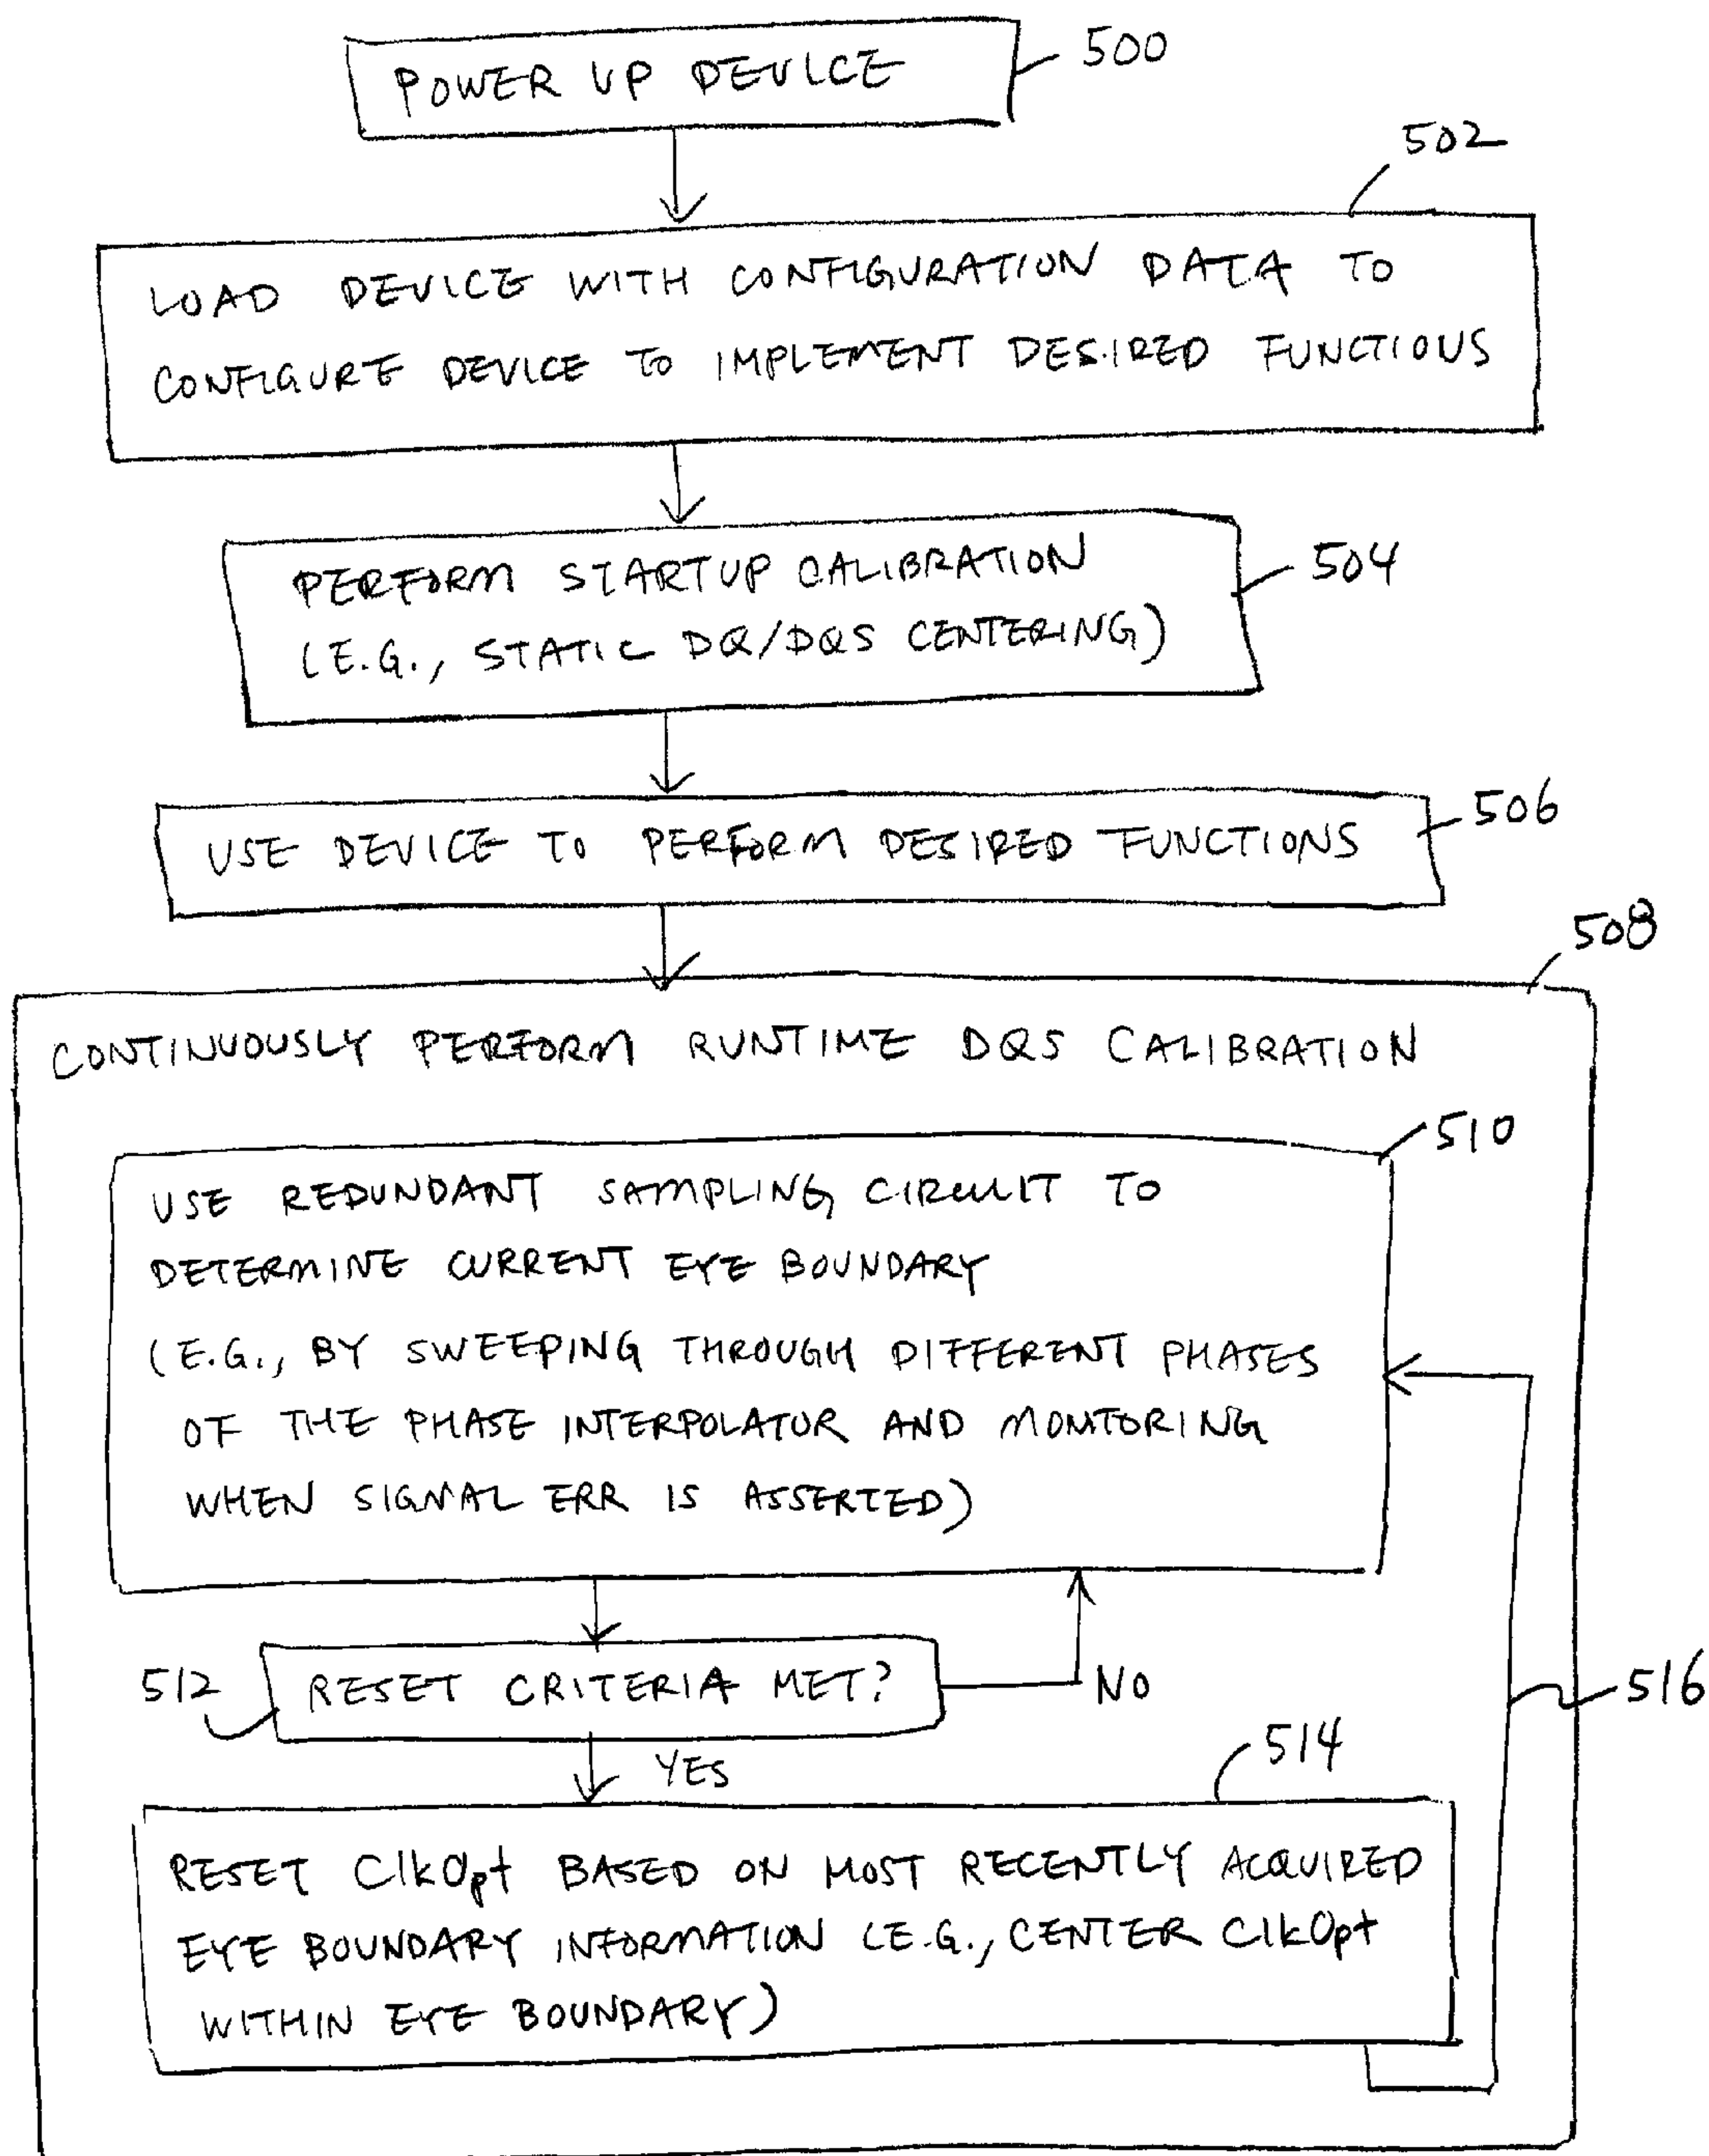 POWER UP DEVICE
500
502
LOAD DEVICE WITH CONFIGURATION DATA TO
CONFIGURE DEVICE TO IMPLEMENT DESIRED FUNCTIONS
PERFORM STARTUP CALIBRATION
(E.G., STATIC DQ/DQS CENTERING)
504
USE DEVICE TO PERFORM DESIRED FUNCTIONS
506
508
CONTINUOUSLY PERFORM RUNTIME DQS CALIBRATION
510
USE REDUNDANT SAMPLING CIRCUIT TO
DETERMINE CURRENT EYE BOUNDARY
(E.G., BY SWEEPING THROUGH DIFFERENT PHASES
OF THE PHASE INTERPOLATOR AND MONITORING
WHEN SIGNAL ERR IS ASSERTED)
512
RESET CRITERIA MET?
NO
516
YES
514
RESET ClkOpt BASED ON MOST RECENTLY ACQUIRED
EYE BOUNDARY INFORMATION (E.G., CENTER ClkOpt
WITHIN EYE BOUNDARY)